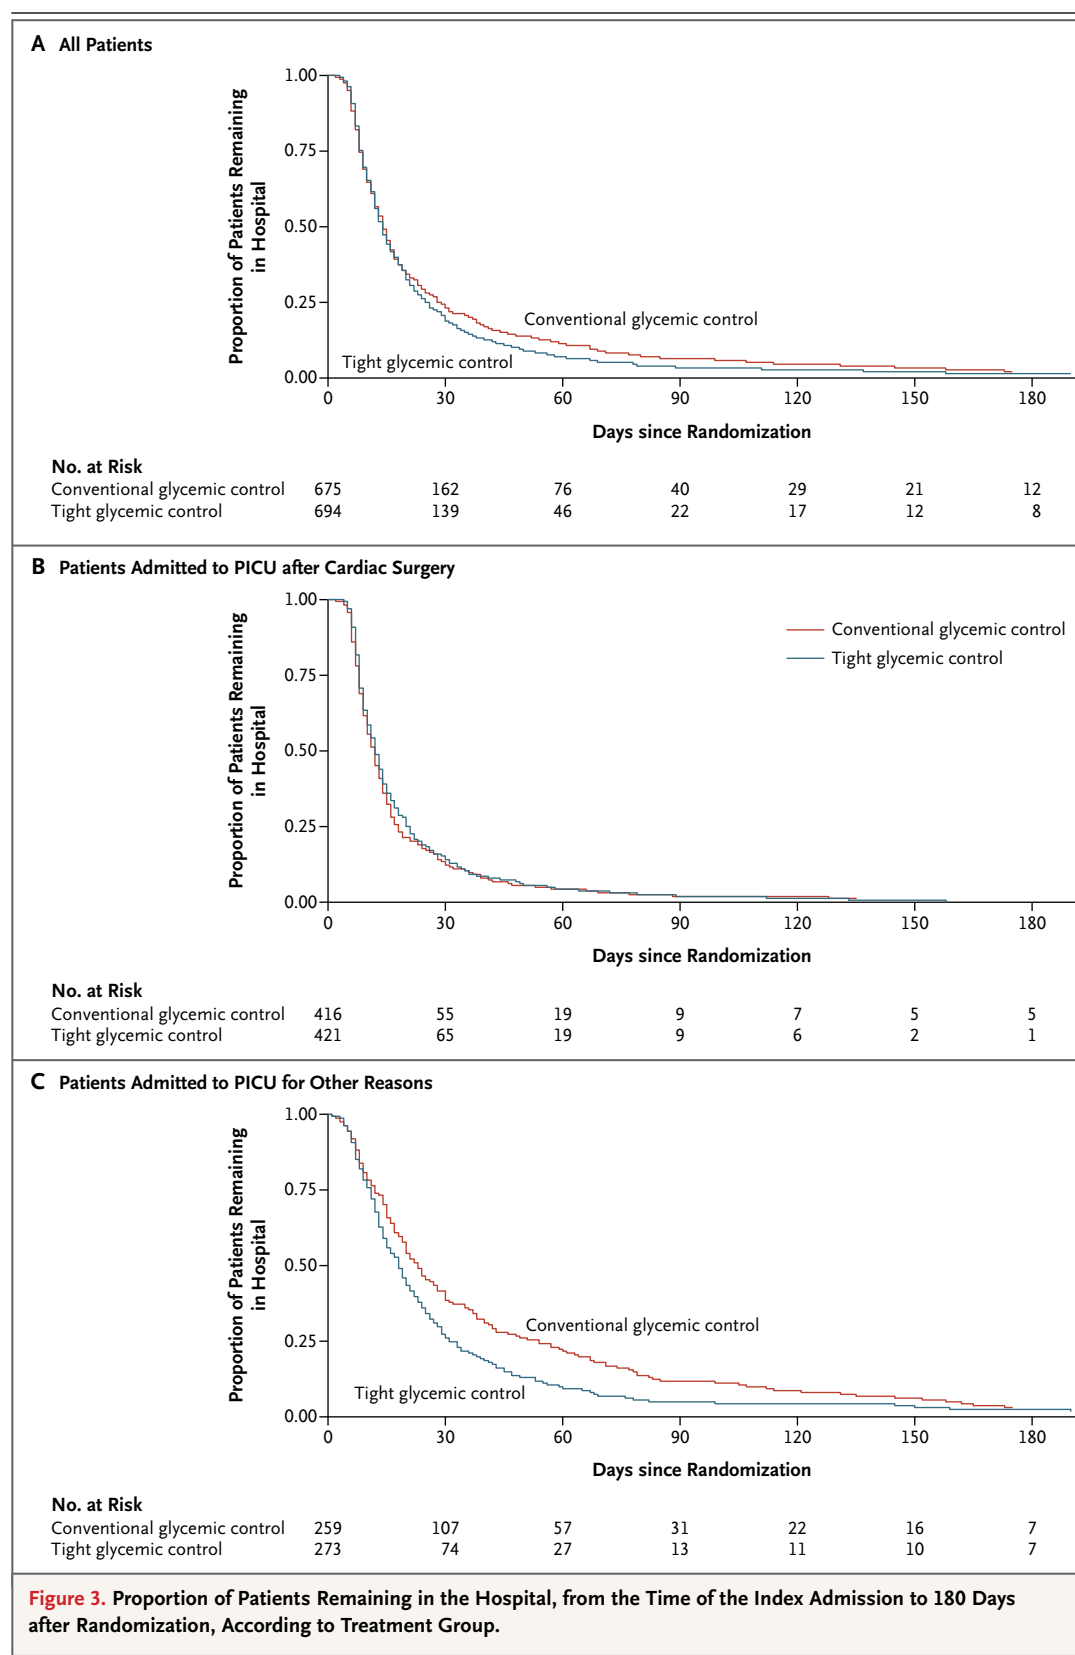 A All Patients
Proportion of Patients Remaining
in Hospital
1.00
0.75
0.50
0.25
0.00
Conventional glycemic control
Tight glycemic control
0 30 60 90 120 150 180
Days since Randomization
No. at Risk
Conventional glycemic control 675 162 76 40 29 21 12
Tight glycemic control 694 139 46 22 17 12 8
B Patients Admitted to PICU after Cardiac Surgery
Proportion of Patients Remaining
in Hospital
1.00
0.75
0.50
0.25
0.00
Conventional glycemic control
Tight glycemic control
0 30 60 90 120 150 180
Days since Randomization
No. at Risk
Conventional glycemic control 416 55 19 9 7 5 5
Tight glycemic control 421 65 19 9 6 2 1
C Patients Admitted to PICU for Other Reasons
Proportion of Patients Remaining
in Hospital
1.00
0.75
0.50
0.25
0.00
Conventional glycemic control
Tight glycemic control
0 30 60 90 120 150 180
Days since Randomization
No. at Risk
Conventional glycemic control 259 107 57 31 22 16 7
Tight glycemic control 273 74 27 13 11 10 7
Figure 3. Proportion of Patients Remaining in the Hospital, from the Time of the Index Admission to 180 Days
after Randomization, According to Treatment Group.